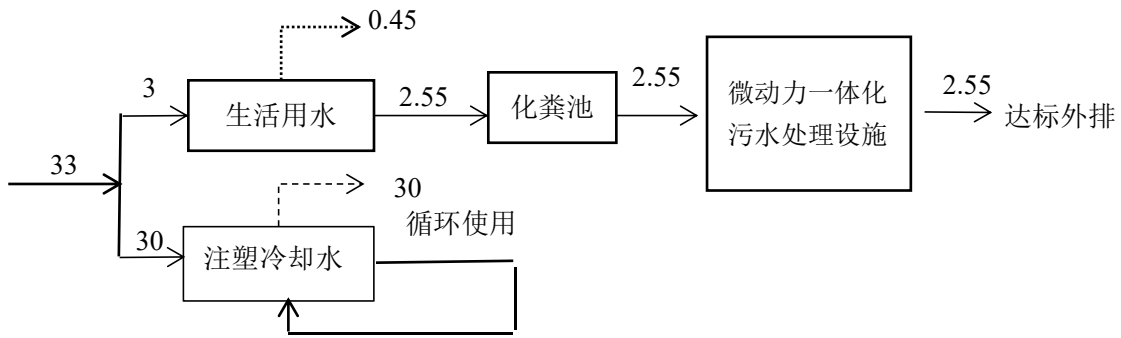 0.45
3
生活用水
2.55
化粪池
2.55
微动力一体化
污水处理设施
2.55
达标外排
33
30
注塑冷却水
30
循环使用